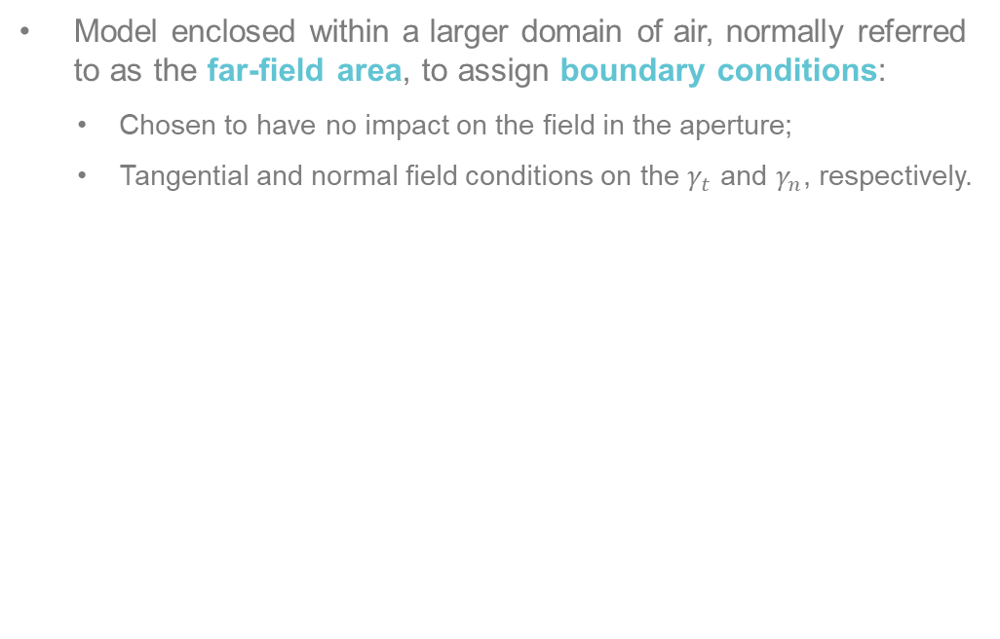 • Model enclosed within a larger domain of air, normally referred
to as the far-field area, to assign boundary conditions:
• Chosen to have no impact on the field in the aperture;
• Tangential and normal field conditions on the γₜ and γₙ, respectively.